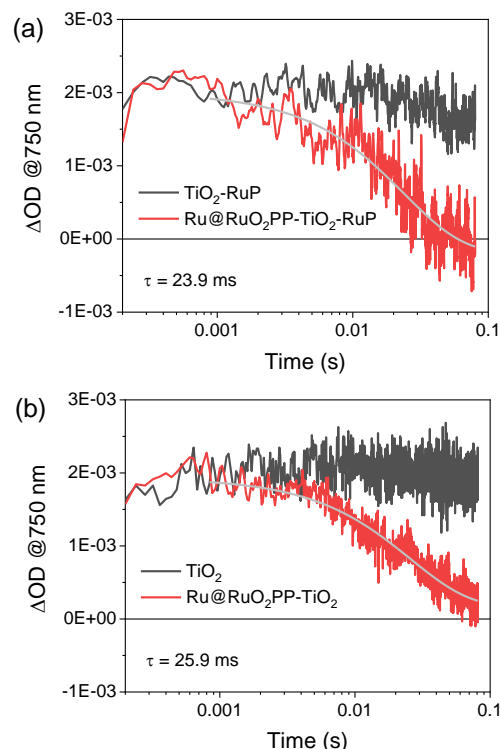 (a)
3E-03
2E-03
1E-03
0E+00
-1E-03
ΔOD @750 nm
TiO₂-RuP
Ru@RuO₂PP-TiO₂-RuP
τ = 23.9 ms
0.001
0.01
0.1
Time (s)
(b)
3E-03
2E-03
1E-03
0E+00
-1E-03
ΔOD @750 nm
TiO₂
Ru@RuO₂PP-TiO₂
τ = 25.9 ms
0.001
0.01
0.1
Time (s)